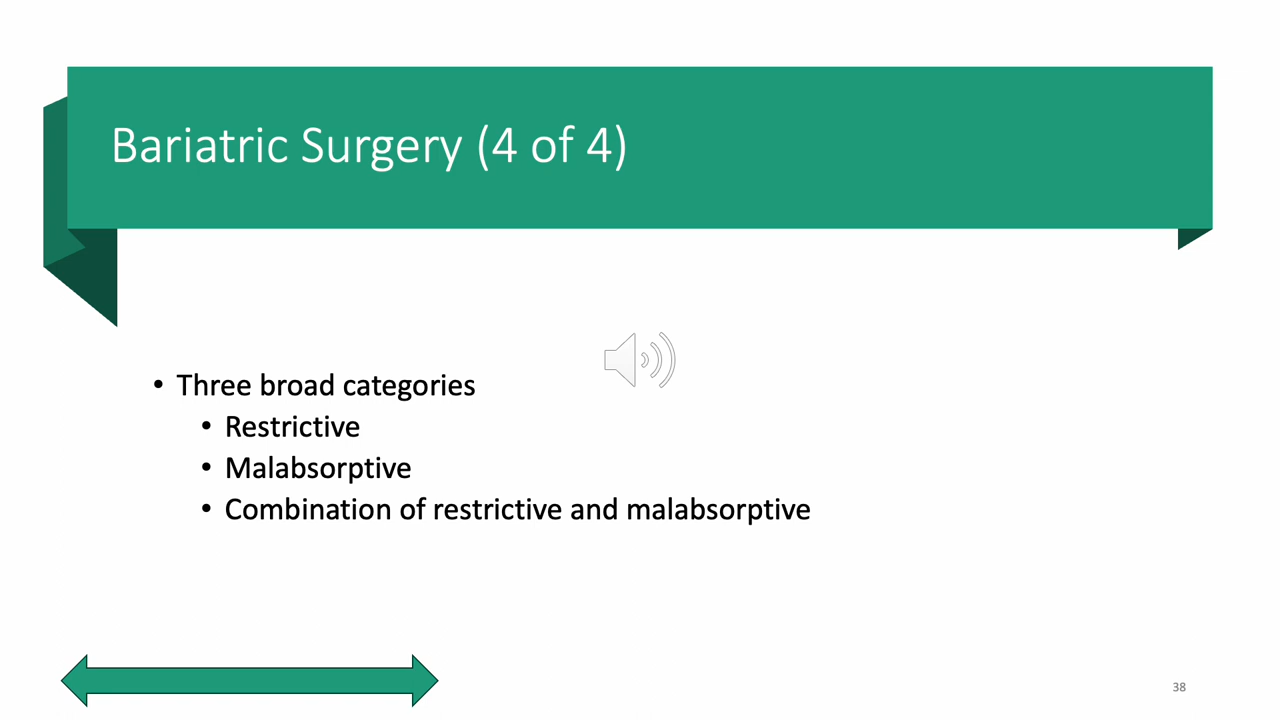 Bariatric Surgery (4 of 4)
• Three broad categories
• Restrictive
• Malabsorptive
• Combination of restrictive and malabsorptive
38